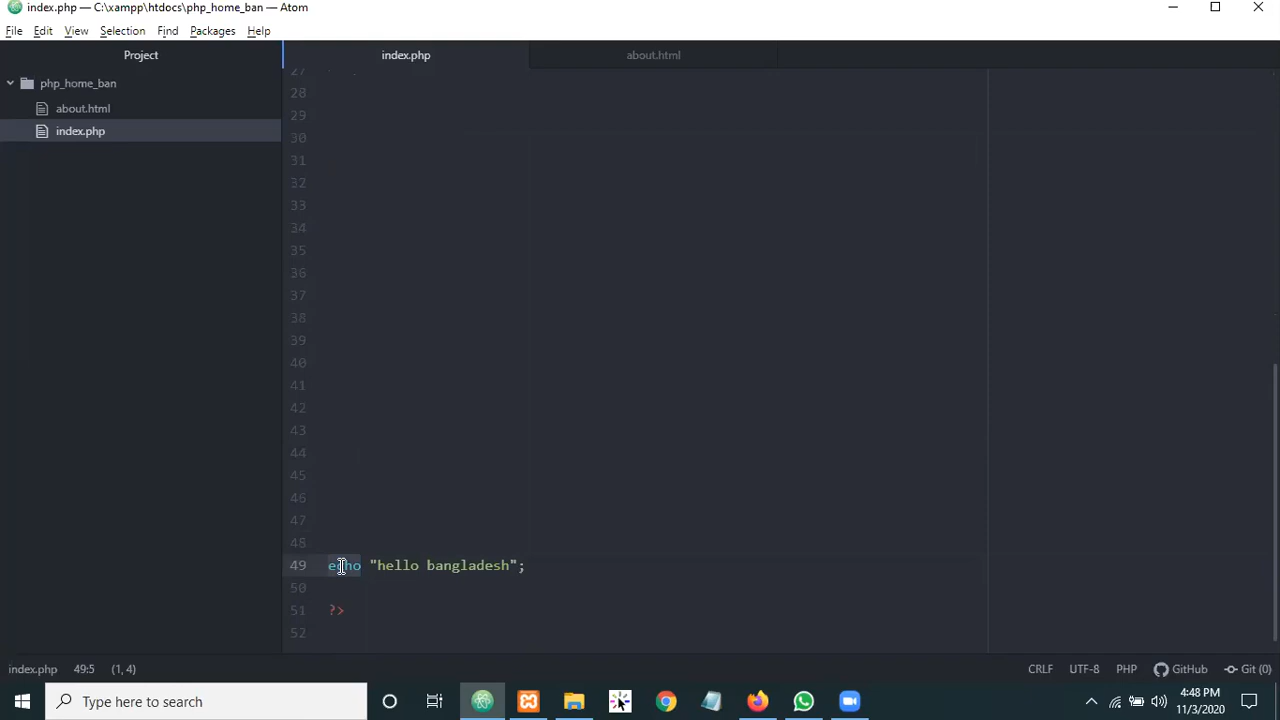 index.php — C:\xampp\htdocs\php_home_ban — Atom
File Edit View Selection Find Packages Help
Project index.php about.html
php_home_ban
about.html
index.php
27
28
29
30
31
32
33
34
35
36
37
38
39
40
41
42
43
44
45
46
47
45
49 echo "hello bangladesh";
50
51 ?>
52
index.php 49:5 (1, 4) CRLF UTF-8 PHP GitHub Git (0)
Type here to search
4:48 PM
11/3/2020